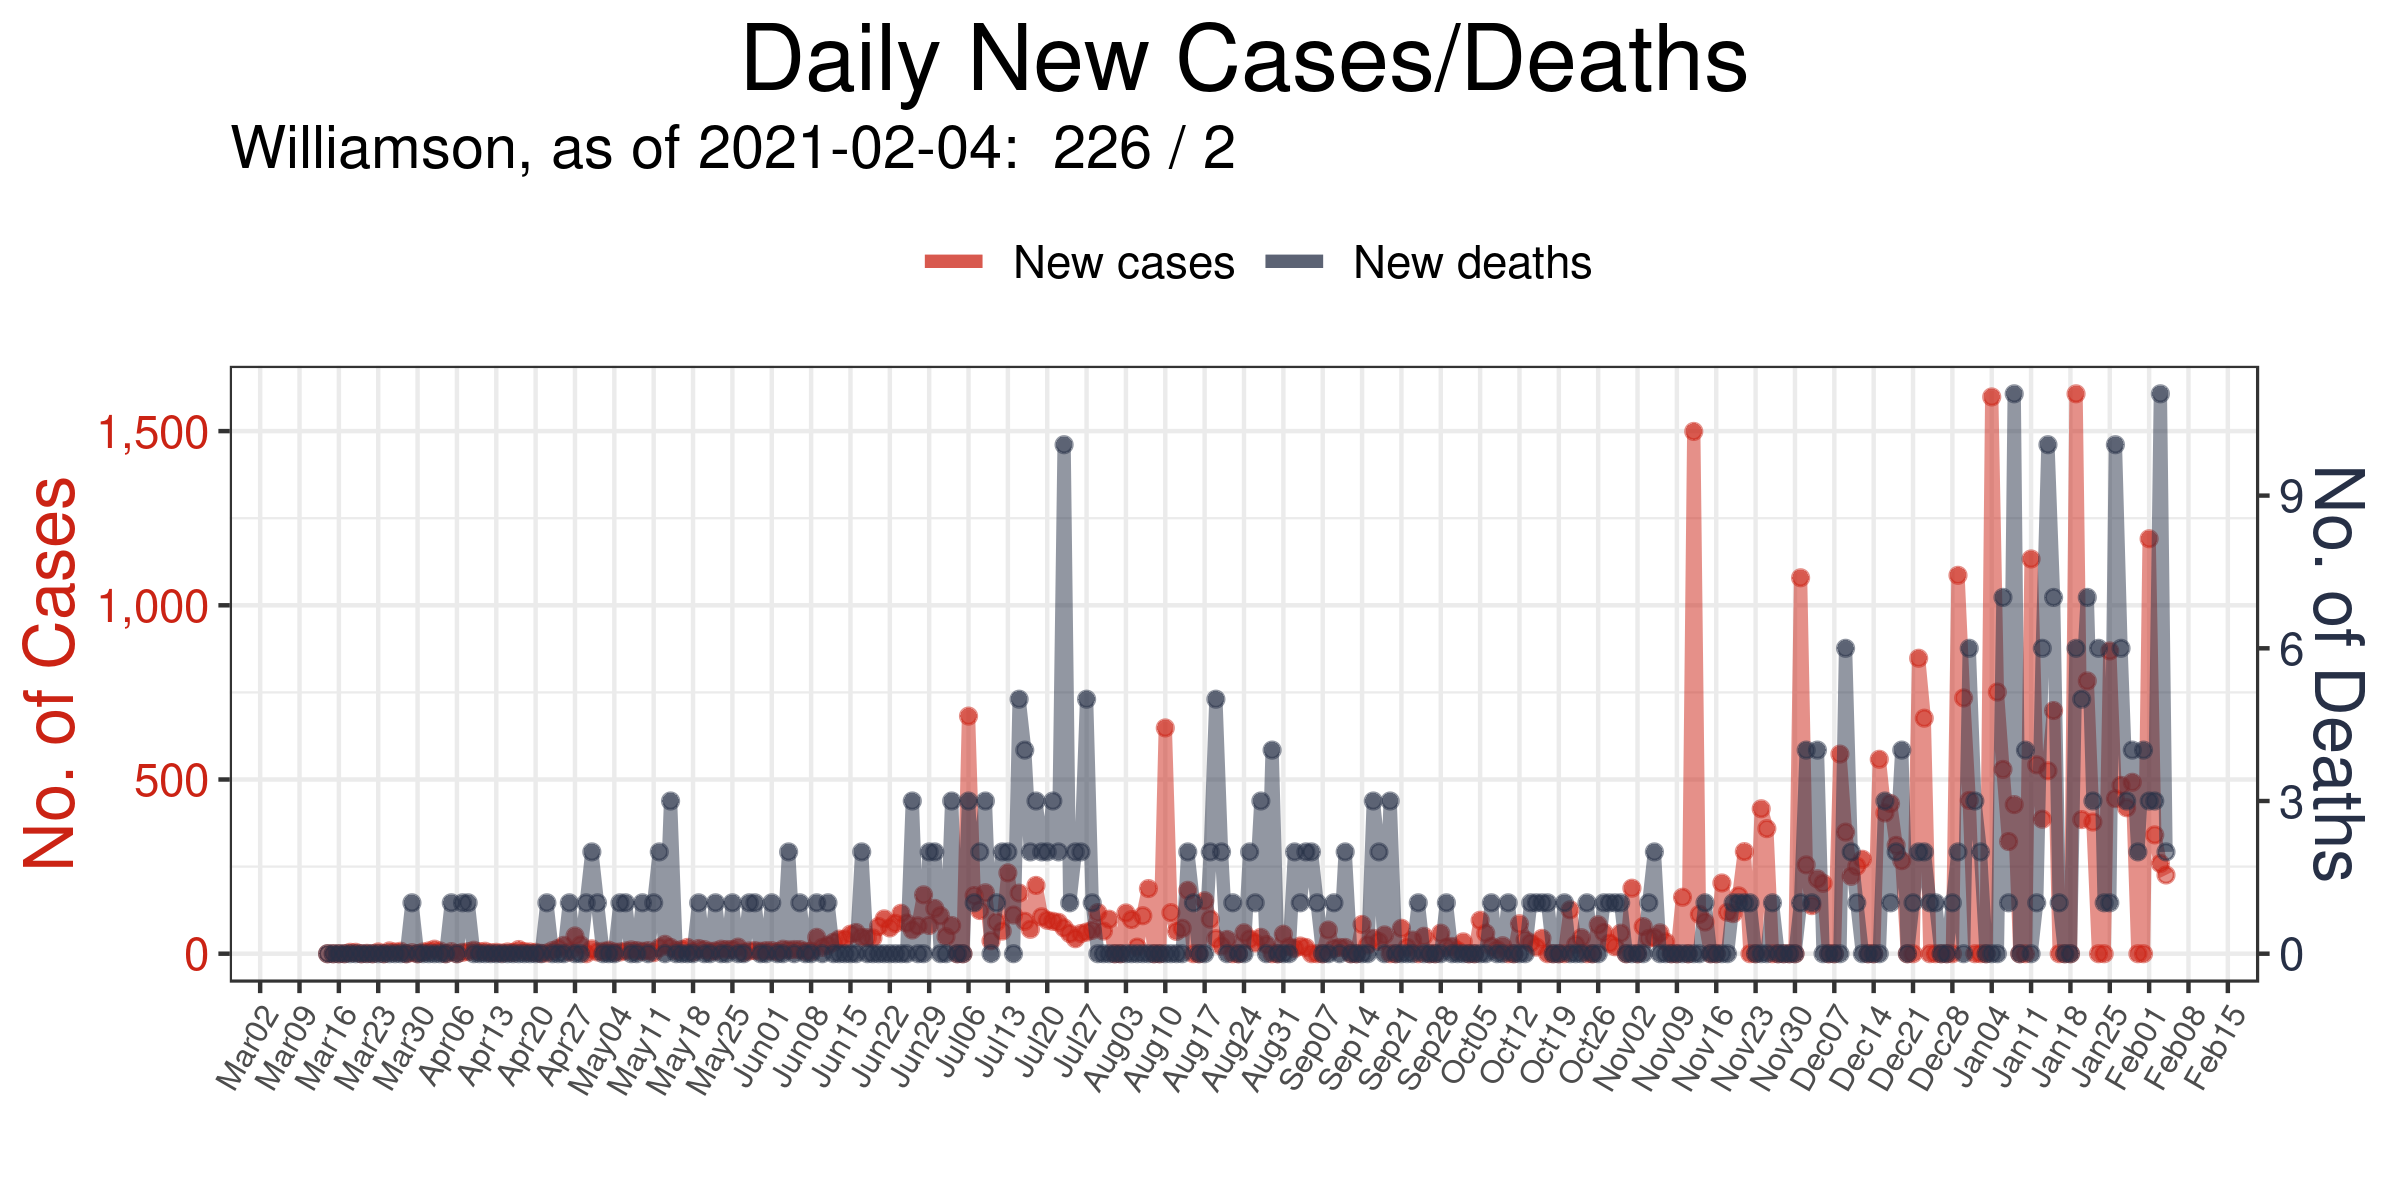 Daily New Cases/Deaths
Williamson, as of 2021-02-04:  226 / 2
New cases
New deaths
No. of Cases
1,500
1,000
500
0
No. of Deaths
9
6
3
0
Mar02
Mar09
Mar16
Mar23
Mar30
Apr06
Apr13
Apr20
Apr27
May04
May11
May18
May25
Jun01
Jun08
Jun15
Jun22
Jun29
Jul06
Jul13
Jul20
Jul27
Aug03
Aug10
Aug17
Aug24
Aug31
Sep07
Sep14
Sep21
Sep28
Oct05
Oct12
Oct19
Oct26
Nov02
Nov09
Nov16
Nov23
Nov30
Dec07
Dec14
Dec21
Dec28
Jan04
Jan11
Jan18
Jan25
Feb01
Feb08
Feb15